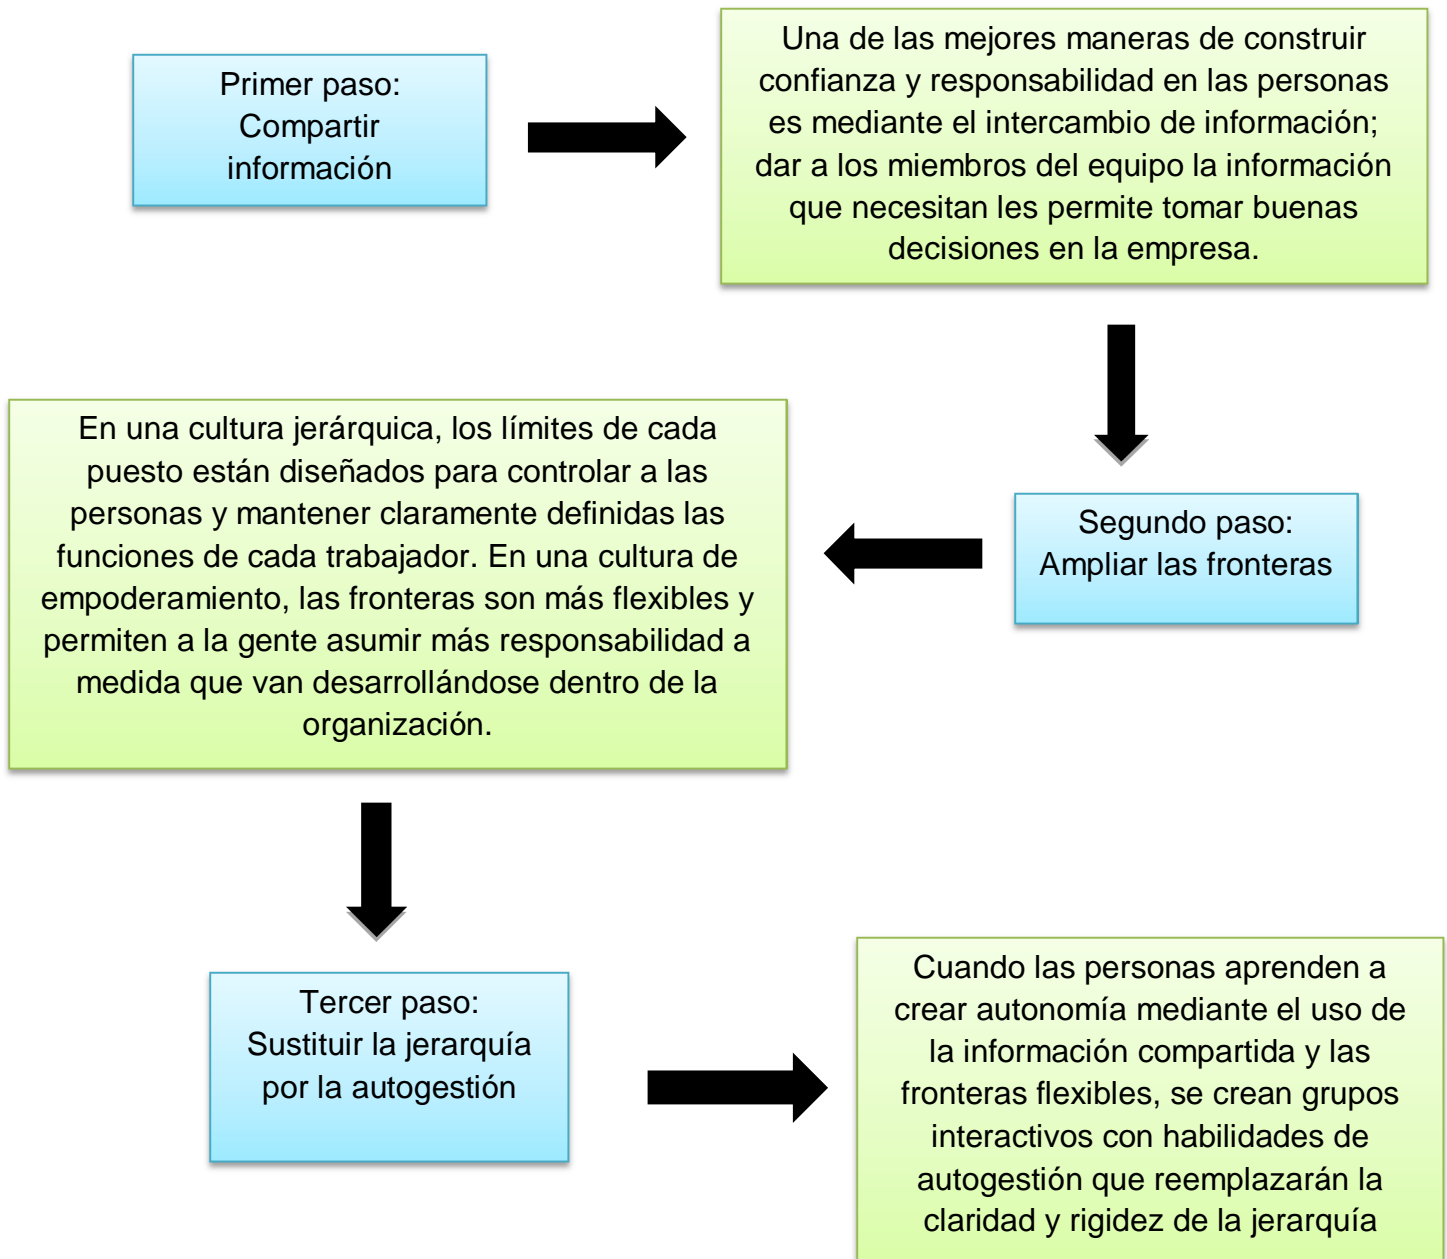 Primer paso:
Compartir
información
Una de las mejores maneras de construir
confianza y responsabilidad en las personas
es mediante el intercambio de información;
dar a los miembros del equipo la información
que necesitan les permite tomar buenas
decisiones en la empresa.
Segundo paso:
Ampliar las fronteras
En una cultura jerárquica, los límites de cada
puesto están diseñados para controlar a las
personas y mantener claramente definidas las
funciones de cada trabajador. En una cultura de
empoderamiento, las fronteras son más flexibles y
permiten a la gente asumir más responsabilidad a
medida que van desarrollándose dentro de la
organización.
Tercer paso:
Sustituir la jerarquía
por la autogestión
Cuando las personas aprenden a
crear autonomía mediante el uso de
la información compartida y las
fronteras flexibles, se crean grupos
interactivos con habilidades de
autogestión que reemplazarán la
claridad y rigidez de la jerarquía